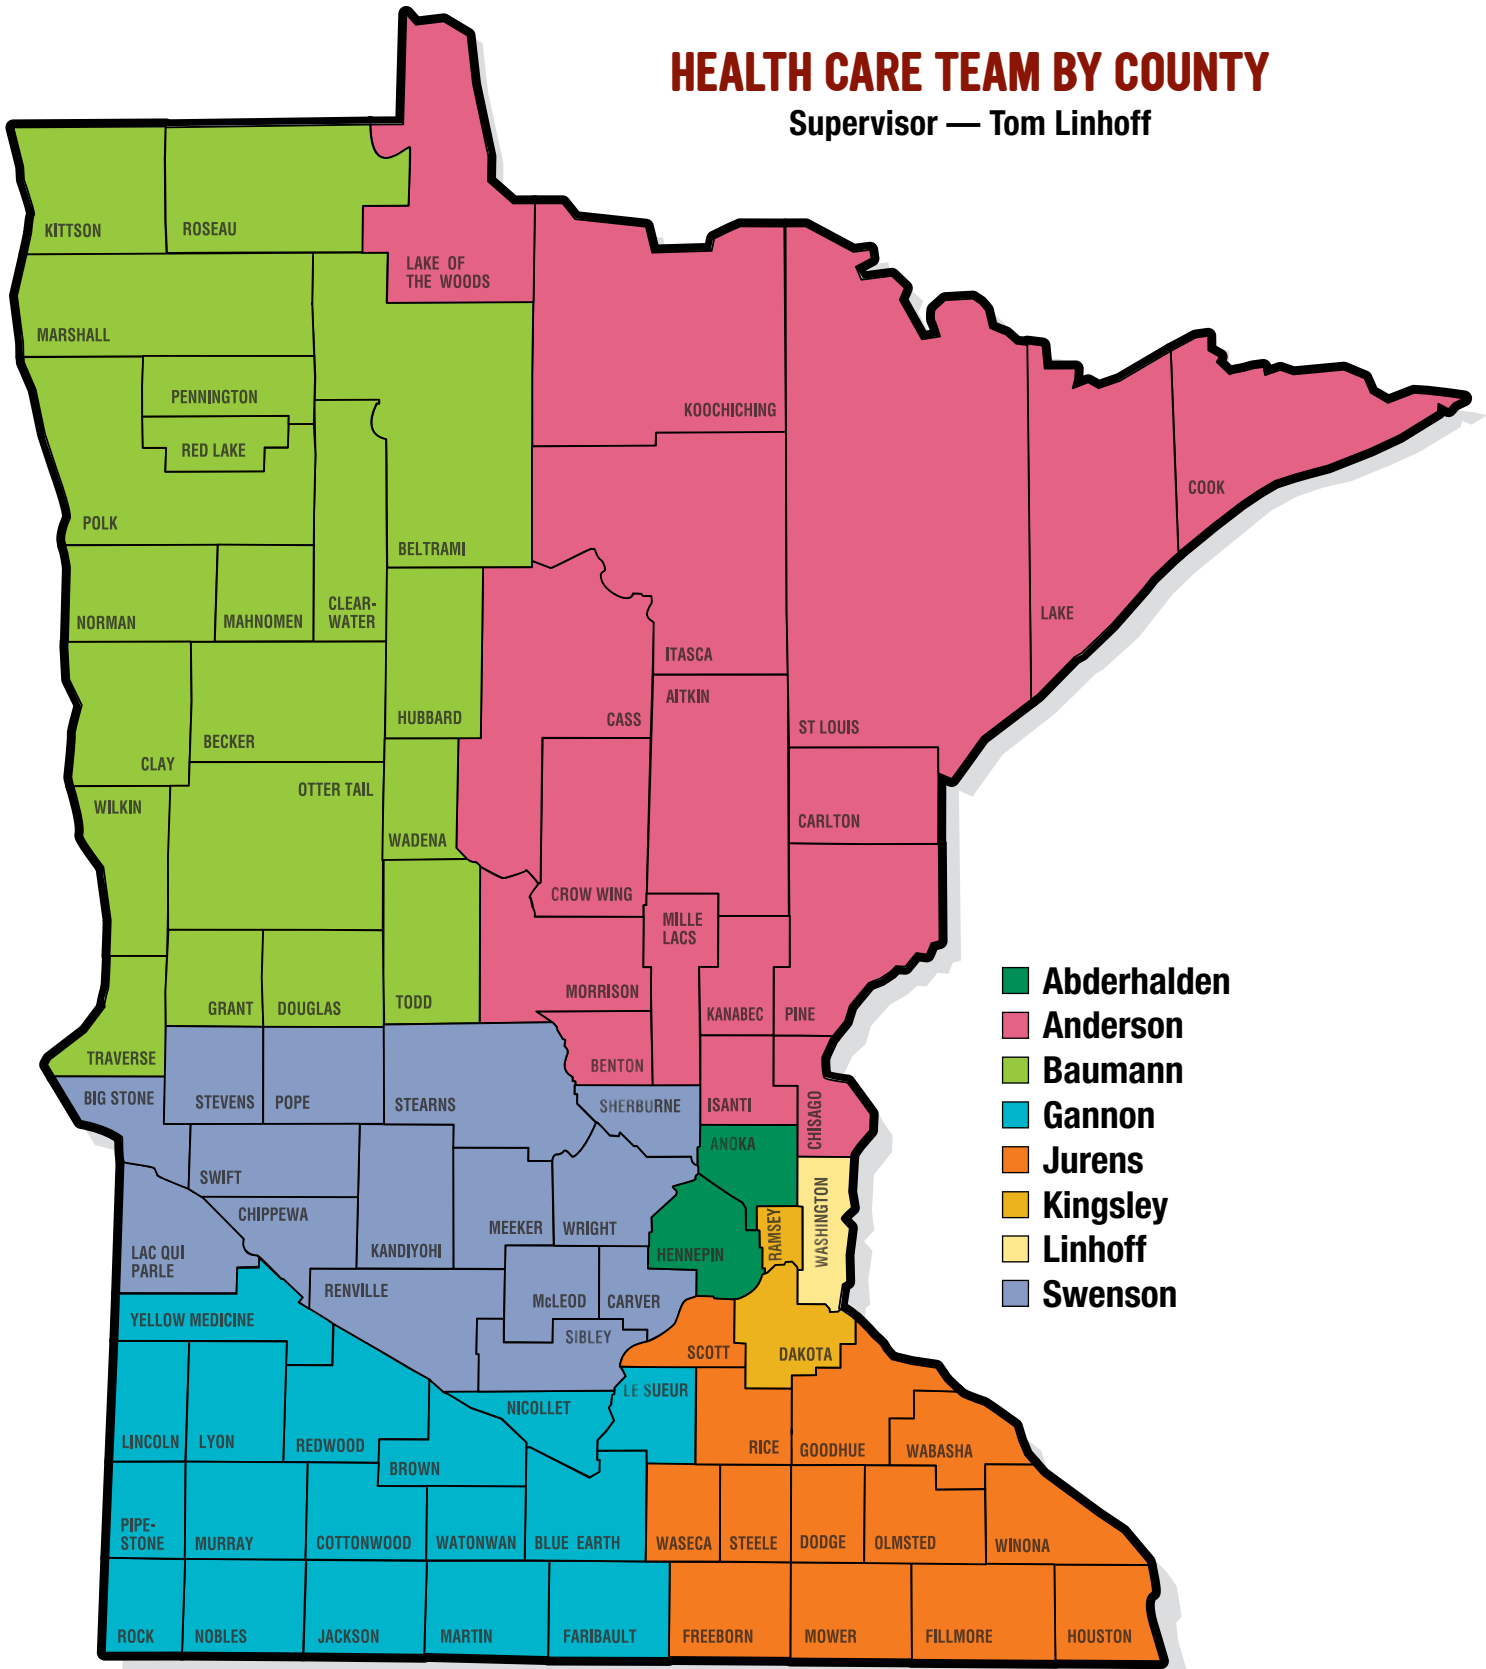 HEALTH CARE TEAM BY COUNTY
Supervisor — Tom Linhoff
KITTSON
ROSEAU
LAKE OF
THE WOODS
MARSHALL
PENNINGTON
KOOCHICHING
RED LAKE
COOK
POLK
BELTRAMI
CLEAR-
WATER
NORMAN
MAHNOMEN
LAKE
ITASCA
AITKIN
HUBBARD
CASS
ST LOUIS
BECKER
CLAY
OTTER TAIL
WILKIN
CARLTON
WADENA
CROW WING
MILLE
LACS
MORRISON
GRANT
DOUGLAS
TODD
KANABEC
PINE
TRAVERSE
BENTON
BIG STONE
STEVENS
POPE
STEARNS
SHERBURNE
ISANTI
CHISAGO
ANOKA
SWIFT
CHIPPEWA
MEEKER
WRIGHT
RAMSEY
WASHINGTON
LAC QUI
PARLE
KANDIYOHI
HENNEPIN
RENVILLE
McLEOD
CARVER
YELLOW MEDICINE
SIBLEY
SCOTT
DAKOTA
LE SUEUR
NICOLLET
LINCOLN
LYON
REDWOOD
RICE
GOODHUE
WABASHA
BROWN
PIPE-
STONE
MURRAY
COTTONWOOD
WATONWAN
BLUE EARTH
WASECA
STEELE
DODGE
OLMSTED
WINONA
ROCK
NOBLES
JACKSON
MARTIN
FARIBAULT
FREEBORN
MOWER
FILLMORE
HOUSTON
Abderhalden
Anderson
Baumann
Gannon
Jurens
Kingsley
Linhoff
Swenson